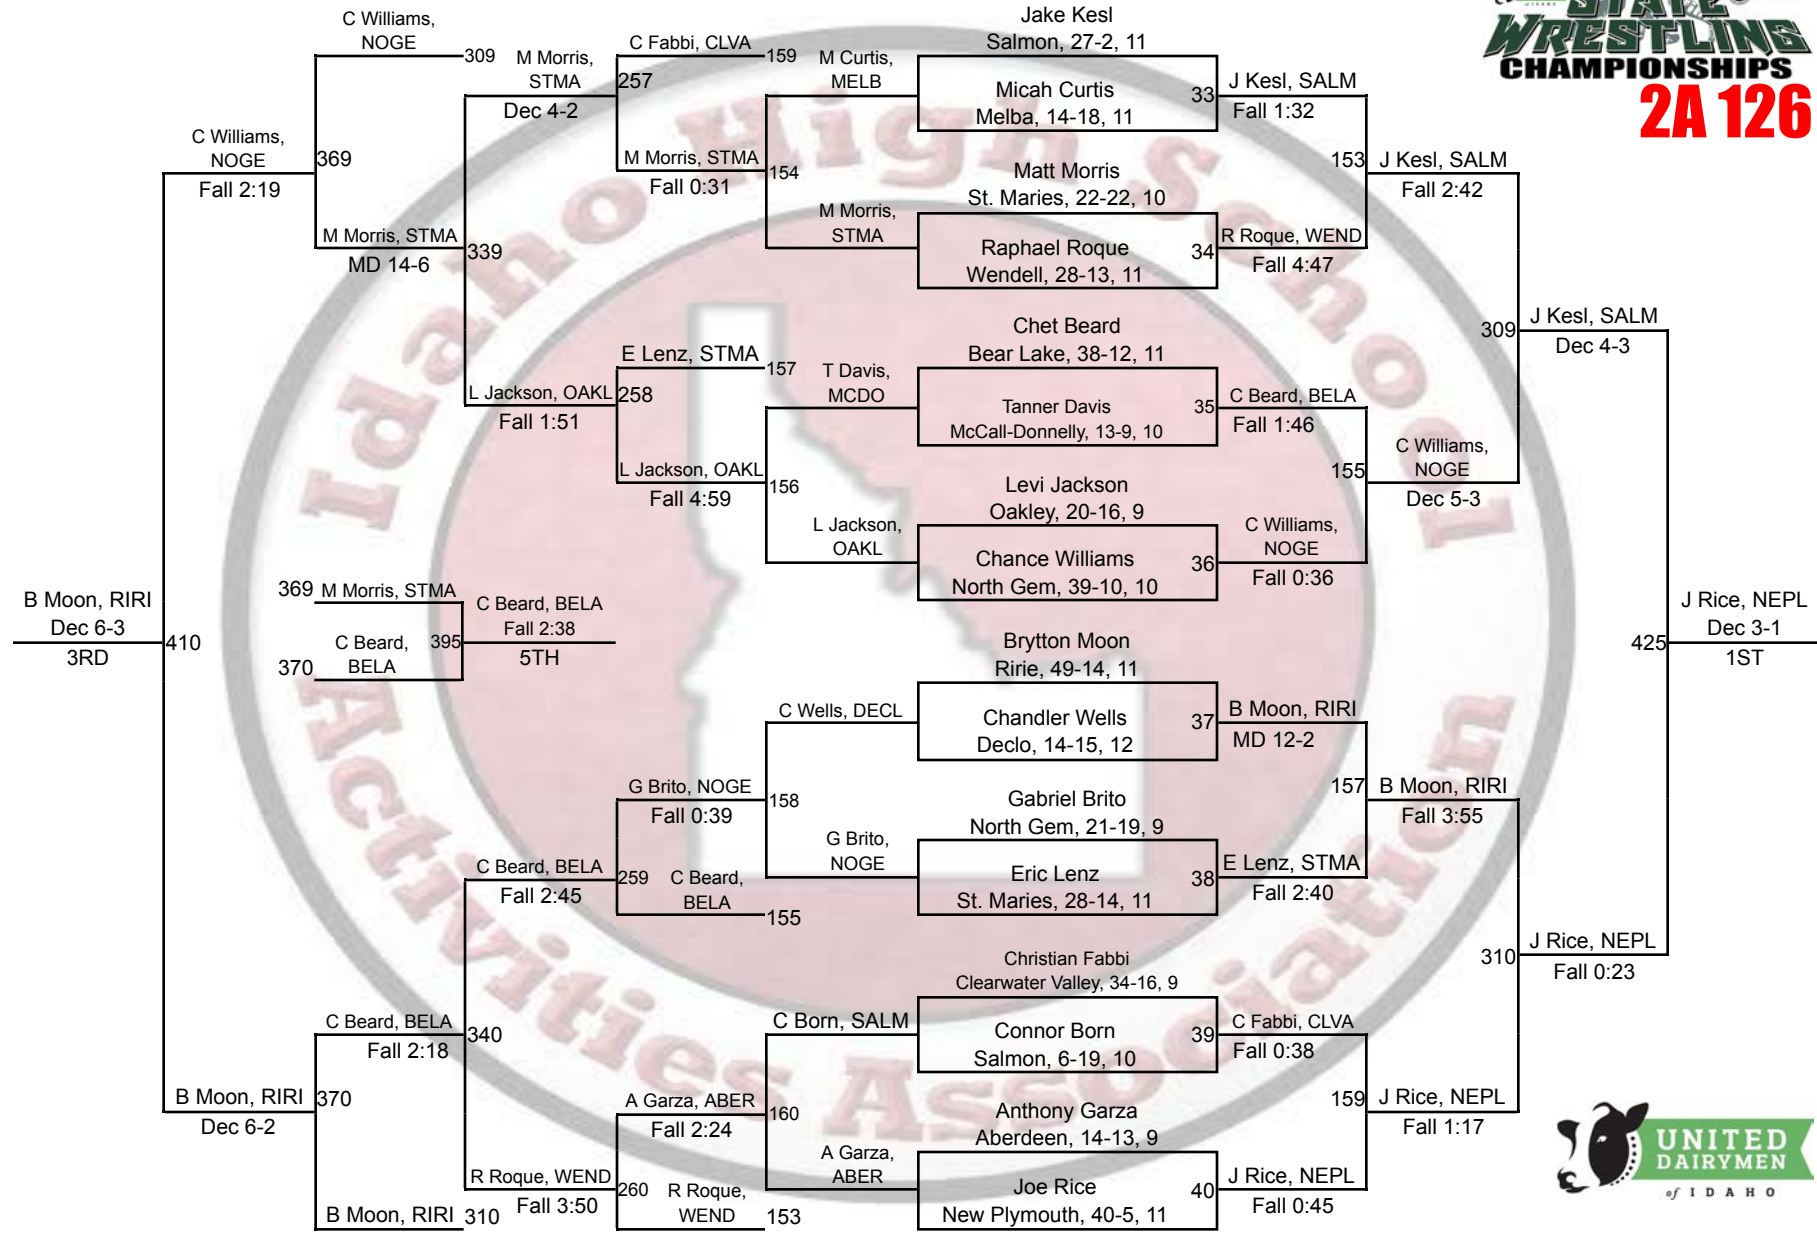 STATE
WRESTLING
CHAMPIONSHIPS
2A 126
Idaho High School
Activities Association
C Williams,
NOGE
309
M Morris,
STMA
Dec 4-2
C Fabbi, CLVA
159
257
M Curtis,
MELB
Jake Kesl
Salmon, 27-2, 11
Micah Curtis
Melba, 14-18, 11
33
J Kesl, SALM
Fall 1:32
C Williams,
NOGE
Fall 2:19
369
M Morris, STMA
Fall 0:31
154
Matt Morris
St. Maries, 22-22, 10
153
J Kesl, SALM
Fall 2:42
M Morris, STMA
MD 14-6
339
M Morris,
STMA
Raphael Roque
Wendell, 28-13, 11
34
R Roque, WEND
Fall 4:47
Chet Beard
Bear Lake, 38-12, 11
309
J Kesl, SALM
Dec 4-3
E Lenz, STMA
157
L Jackson, OAKL
Fall 1:51
258
T Davis,
MCDO
Tanner Davis
McCall-Donnelly, 13-9, 10
35
C Beard, BELA
Fall 1:46
L Jackson, OAKL
Fall 4:59
156
Levi Jackson
Oakley, 20-16, 9
155
C Williams,
NOGE
Dec 5-3
L Jackson,
OAKL
Chance Williams
North Gem, 39-10, 10
36
C Williams,
NOGE
Fall 0:36
B Moon, RIRI
Dec 6-3
3RD
410
369
M Morris, STMA
C Beard,
BELA
370
395
C Beard, BELA
Fall 2:38
5TH
Brytton Moon
Ririe, 49-14, 11
425
J Rice, NEPL
Dec 3-1
1ST
C Wells, DECL
Chandler Wells
Declo, 14-15, 12
37
B Moon, RIRI
MD 12-2
G Brito, NOGE
Fall 0:39
158
Gabriel Brito
North Gem, 21-19, 9
157
B Moon, RIRI
Fall 3:55
C Beard, BELA
Fall 2:45
259
C Beard,
BELA
155
G Brito,
NOGE
Eric Lenz
St. Maries, 28-14, 11
38
E Lenz, STMA
Fall 2:40
Christian Fabbi
Clearwater Valley, 34-16, 9
310
J Rice, NEPL
Fall 0:23
C Beard, BELA
Fall 2:18
340
C Born, SALM
Connor Born
Salmon, 6-19, 10
39
C Fabbi, CLVA
Fall 0:38
B Moon, RIRI
Dec 6-2
370
A Garza, ABER
Fall 2:24
160
Anthony Garza
Aberdeen, 14-13, 9
159
J Rice, NEPL
Fall 1:17
R Roque, WEND
Fall 3:50
260
R Roque,
WEND
153
A Garza,
ABER
Joe Rice
New Plymouth, 40-5, 11
40
J Rice, NEPL
Fall 0:45
B Moon, RIRI
310
UNITED
DAIRYMEN
of IDAHO